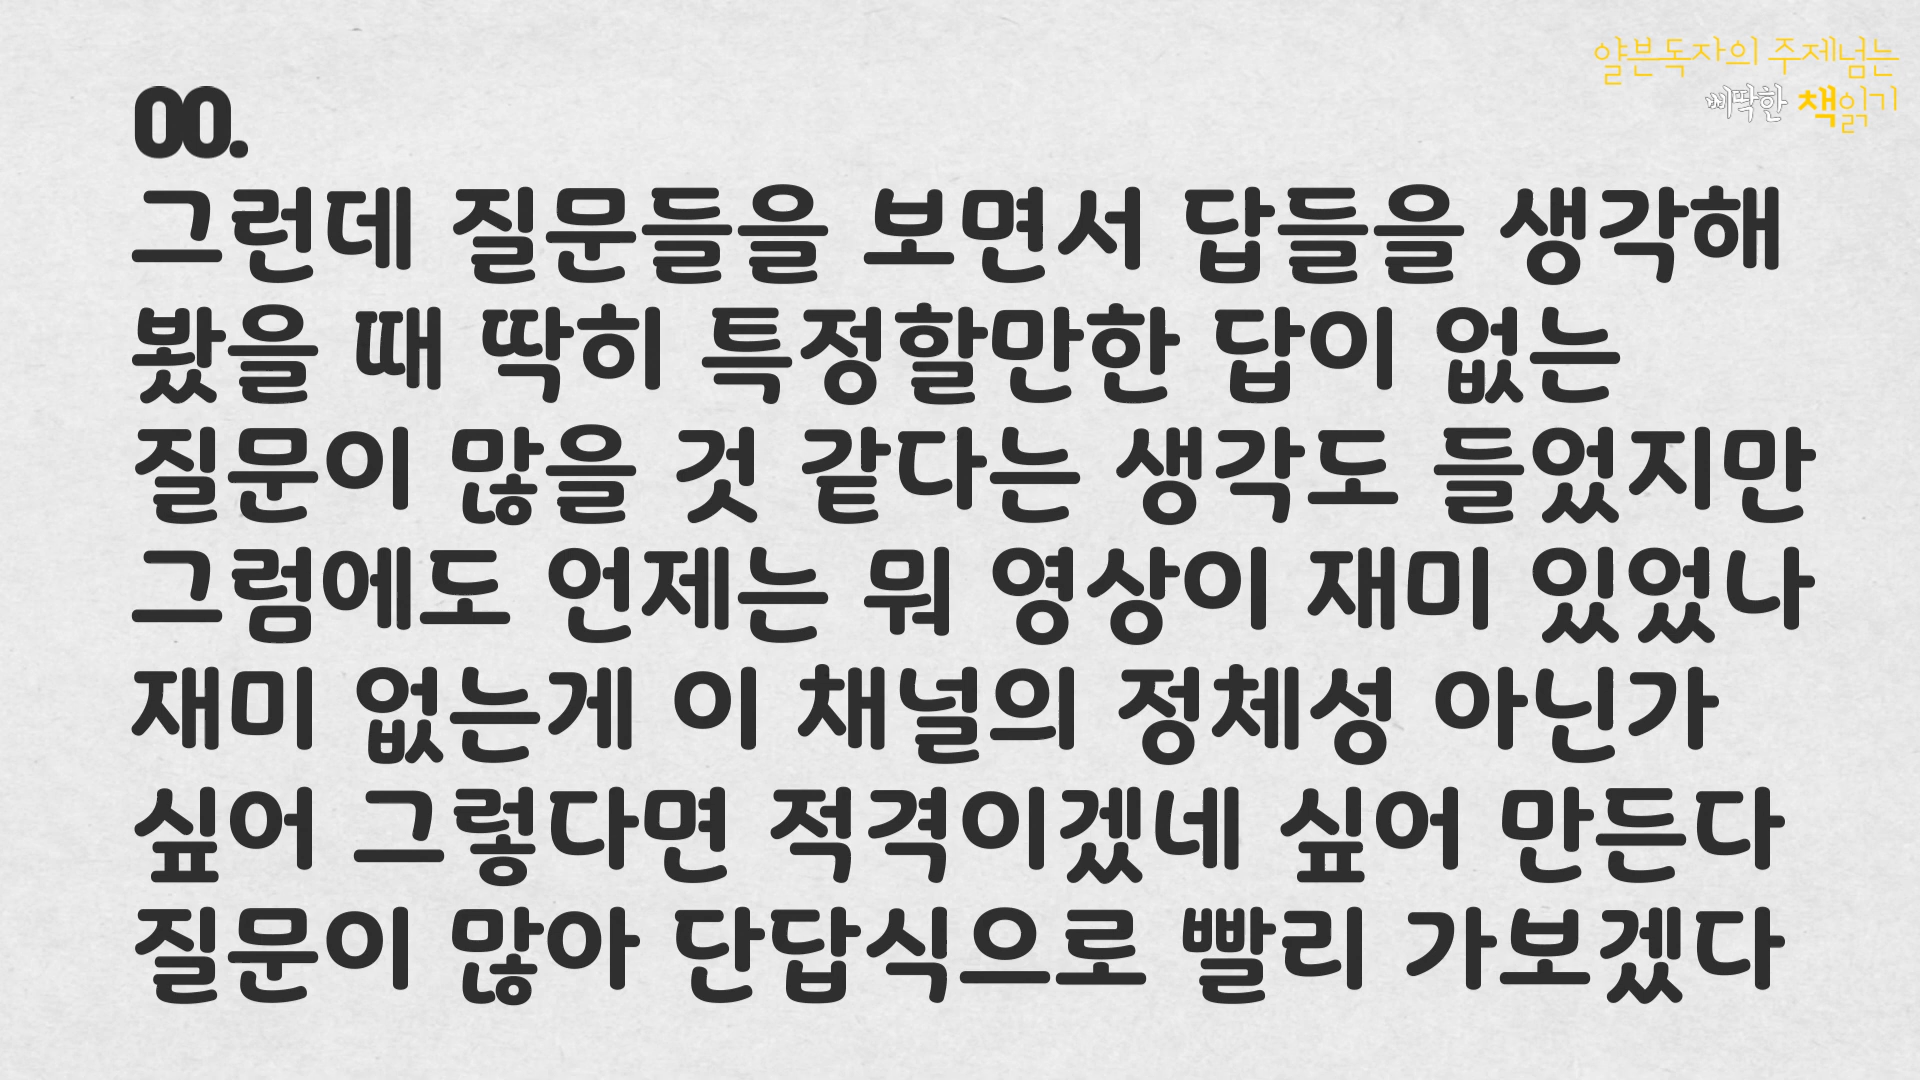 얄븐독자의 주제넘는
삐딱한 책읽기
00.
그런데 질문들을 보면서 답들을 생각해
봤을 때 딱히 특정할만한 답이 없는
질문이 많을 것 같다는 생각도 들었지만
그럼에도 언제는 뭐 영상이 재미 있었나
재미 없는게 이 채널의 정체성 아닌가
싶어 그렇다면 적격이겠네 싶어 만든다
질문이 많아 단답식으로 빨리 가보겠다